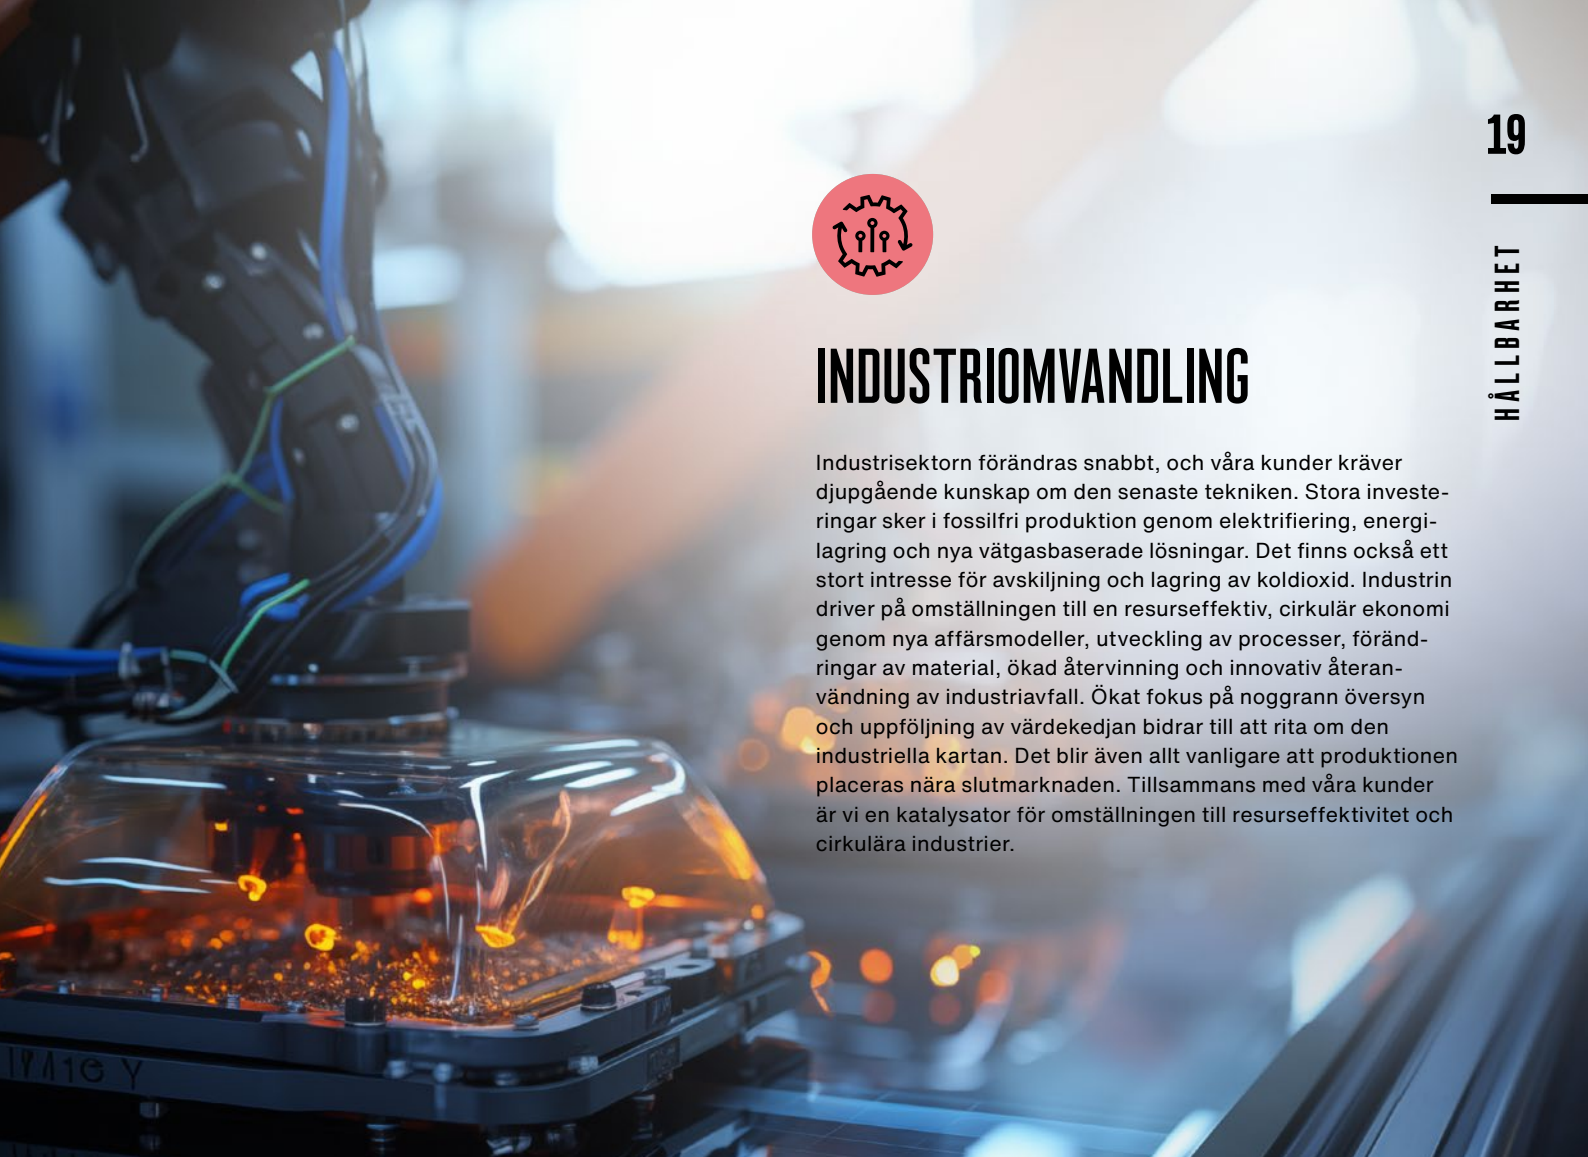 19
HÅLLBARHET
INDUSTRIOMVANDLING
Industrisektorn förändras snabbt, och våra kunder kräver
djupgående kunskap om den senaste tekniken. Stora investe-
ringar sker i fossilfri produktion genom elektrifiering, energi-
lagring och nya vätgasbaserade lösningar. Det finns också ett
stort intresse för avskiljning och lagring av koldioxid. Industrin
driver på omställningen till en resurseffektiv, cirkulär ekonomi
genom nya affärsmodeller, utveckling av processer, föränd-
ringar av material, ökad återvinning och innovativ återan-
vändning av industriavfall. Ökat fokus på noggrann översyn
och uppföljning av värdekedjan bidrar till att rita om den
industriella kartan. Det blir även allt vanligare att produktionen
placeras nära slutmarknaden. Tillsammans med våra kunder
är vi en katalysator för omställningen till resurseffektivitet och
cirkulära industrier.